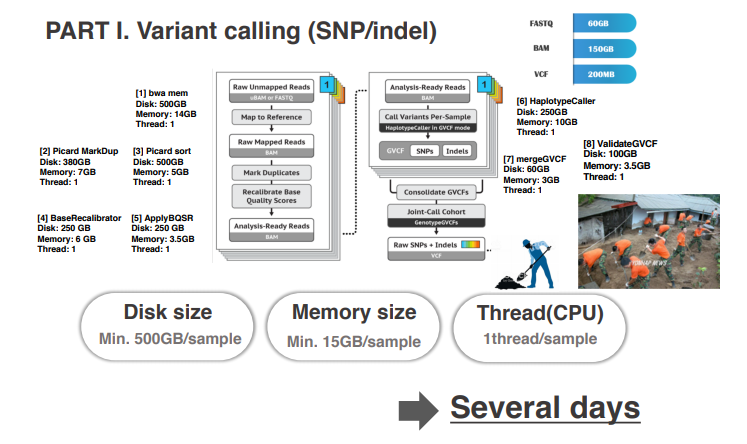 PART I. Variant calling (SNP/indel)
FASTQ
60GB
BAM
150GB
VCF
200MB
[1] bwa mem
Disk: 500GB
Memory: 14GB
Thread: 1
[2] Picard MarkDup
Disk: 380GB
Memory: 7GB
Thread: 1
[3] Picard sort
Disk: 500GB
Memory: 5GB
Thread: 1
[4] BaseRecalibrator
Disk: 250 GB
Memory: 6 GB
Thread: 1
[5] ApplyBQSR
Disk: 250 GB
Memory: 3.5GB
Thread: 1
1
Raw Unmapped Reads
uBAM or FASTQ
Map to Reference
Raw Mapped Reads
BAM
Mark Duplicates
Recalibrate Base
Quality Scores
Analysis-Ready Reads
BAM
1
Analysis-Ready Reads
BAM
Call Variants Per-Sample
HaplotypeCaller in GVCF mode
GVCF
SNPs
Indels
Consolidate GVCFs
Joint-Call Cohort
GenotypeGVCFs
Raw SNPs + Indels
VCF
[6] HaplotypeCaller
Disk: 250GB
Memory: 10GB
Thread: 1
[7] mergeGVCF
Disk: 60GB
Memory: 3GB
Thread: 1
[8] ValidateGVCF
Disk: 100GB
Memory: 3.5GB
Thread: 1
Disk size
Min. 500GB/sample
Memory size
Min. 15GB/sample
Thread(CPU)
1thread/sample
Several days